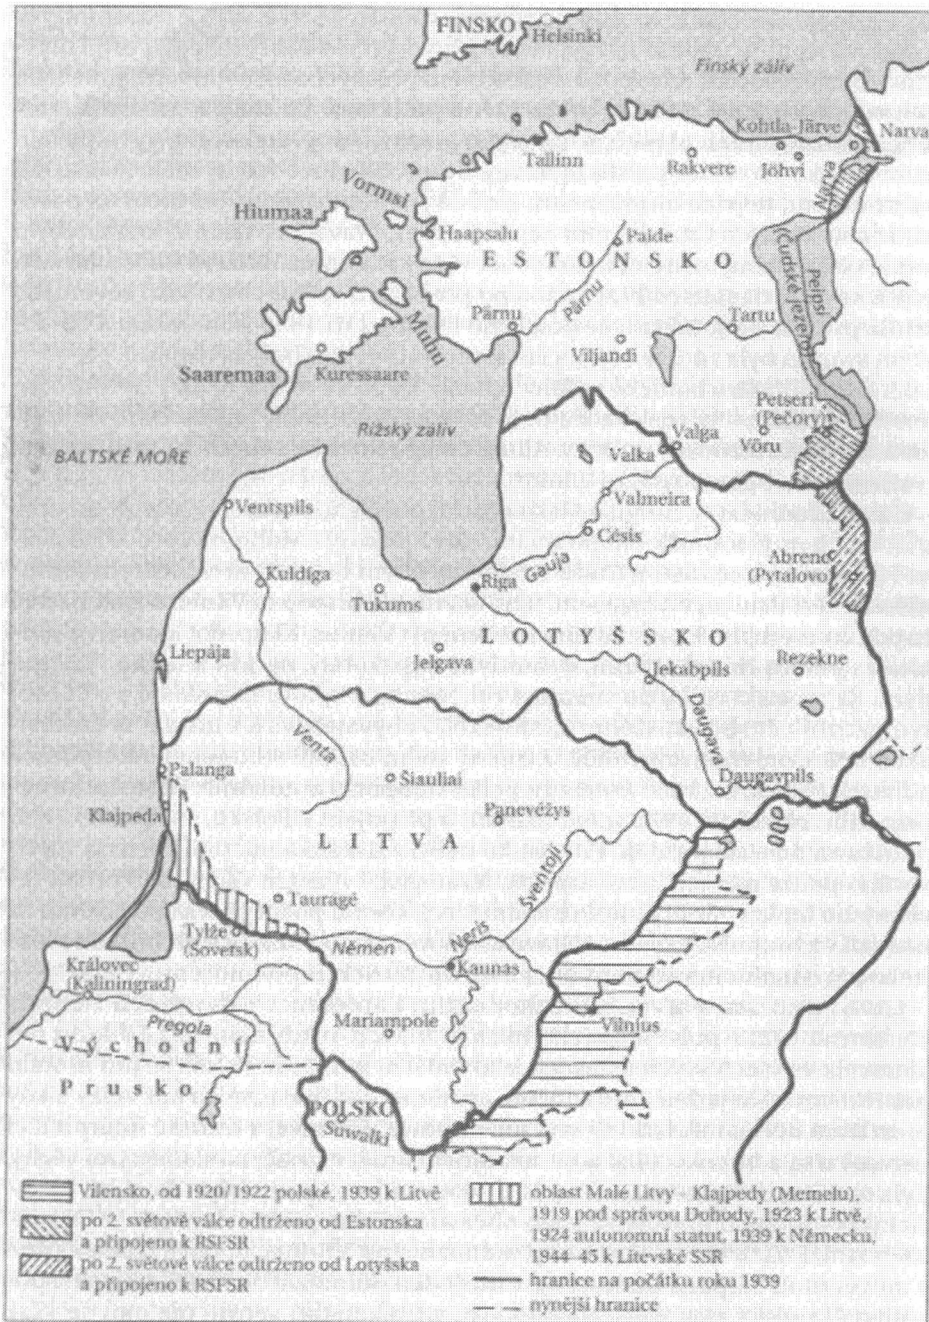 FINSKO
Helsinki
Finský záliv
Kohtla-Järve
Narva
Tallinn
Rakvere
Jõhvi
Narva
Vormsi
Hiumaa
Haapsalu
Paide
ESTONSKO
Čudské jezero
Peipsi
Pärnu
Pärnu
Tartu
Muhu
Viljandi
Saaremaa
Kuressaare
Petseri
(Pečory)
Rižský záliv
Valga
Võru
Valka
BALTSKÉ MOŘE
Valmeira
Ventspils
Cēsis
Abrene
(Pytalovo)
Gauja
Kuldiga
Riga
Tukums
LOTYŠSKO
Liepāja
Jelgava
Rezekne
Jekabpils
Daugava
Venta
Palanga
Šiauliai
Daugavpils
Klajpeda
Panevėžys
LITVA
Šventoji
Tauragė
Tylže
(Sovetsk)
Němen
Neris
Královec
(Kaliningrad)
Kaunas
Pregola
Mariampole
Vilnius
Východní
Prusko
POLSKO
Suwałki
Vilensko, od 1920/1922 polské, 1939 k Litvě
po 2. světové válce odtrženo od Estonska
a připojeno k RSFSR
po 2. světové válce odtrženo od Lotyšska
a připojeno k RSFSR
oblast Malé Litvy - Klajpedy (Memelu),
1919 pod správou Dohody, 1923 k Litvě,
1924 autonomní statut, 1939 k Německu,
1944-45 k Litevské SSR
hranice na počátku roku 1939
nynější hranice